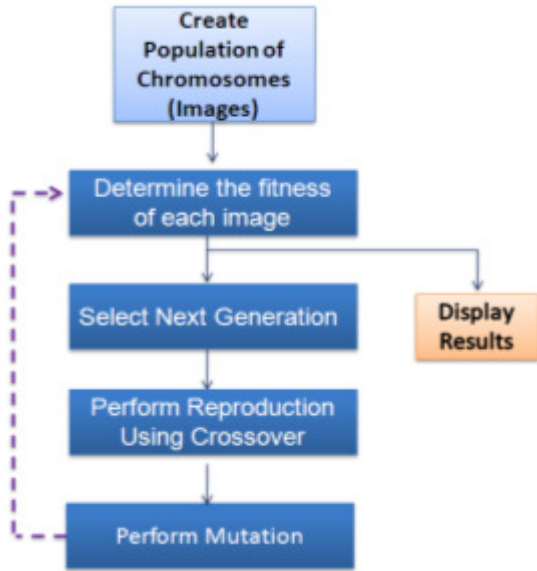 Create
Population of
Chromosomes
(Images)
Determine the fitness
of each image
Select Next Generation
Display
Results
Perform Reproduction
Using Crossover
Perform Mutation